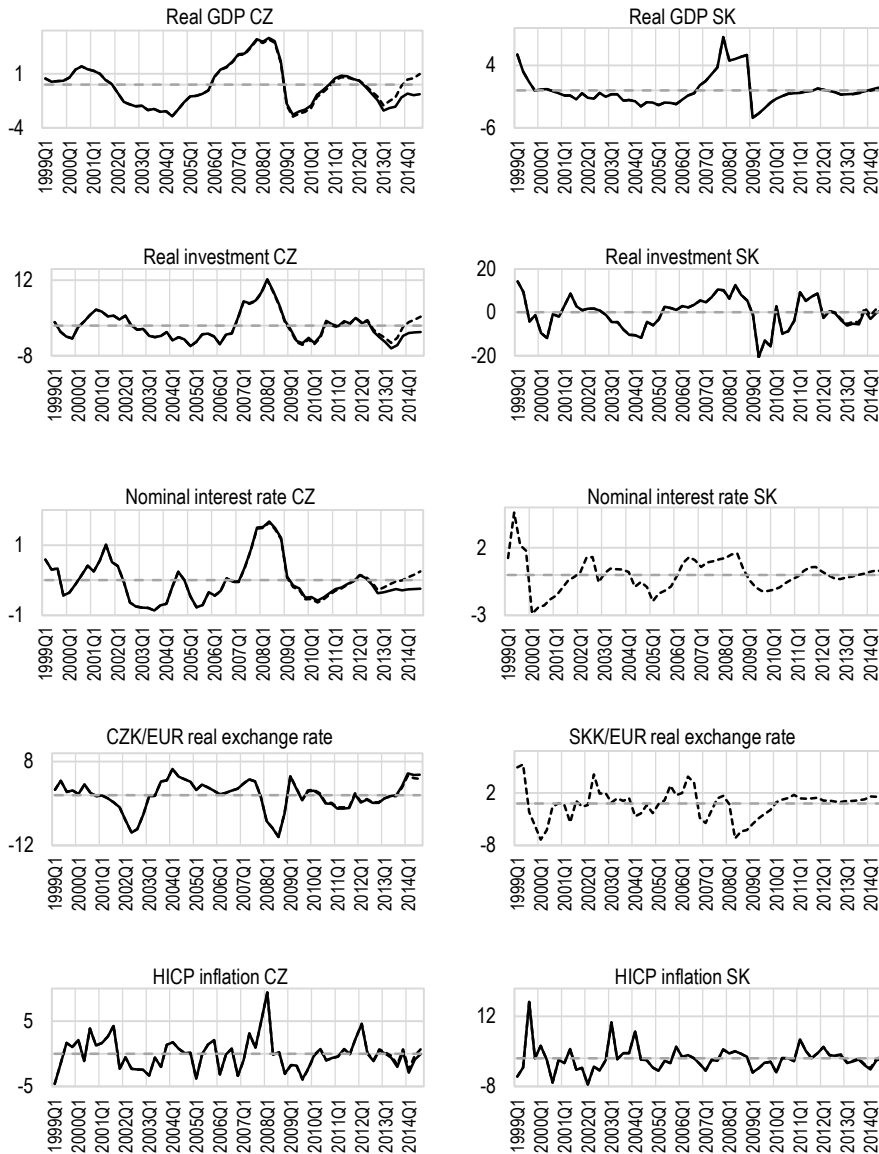 Real GDP CZ
1
-4
1999Q1
2000Q1
2001Q1
2002Q1
2003Q1
2004Q1
2005Q1
2006Q1
2007Q1
2008Q1
2009Q1
2010Q1
2011Q1
2012Q1
2013Q1
2014Q1
Real GDP SK
4
-6
1999Q1
2000Q1
2001Q1
2002Q1
2003Q1
2004Q1
2005Q1
2006Q1
2007Q1
2008Q1
2009Q1
2010Q1
2011Q1
2012Q1
2013Q1
2014Q1
Real investment CZ
12
-8
1999Q1
2000Q1
2001Q1
2002Q1
2003Q1
2004Q1
2005Q1
2006Q1
2007Q1
2008Q1
2009Q1
2010Q1
2011Q1
2012Q1
2013Q1
2014Q1
Real investment SK
20
0
-20
1999Q1
2000Q1
2001Q1
2002Q1
2003Q1
2004Q1
2005Q1
2006Q1
2007Q1
2008Q1
2009Q1
2010Q1
2011Q1
2012Q1
2013Q1
2014Q1
Nominal interest rate CZ
1
-1
1999Q1
2000Q1
2001Q1
2002Q1
2003Q1
2004Q1
2005Q1
2006Q1
2007Q1
2008Q1
2009Q1
2010Q1
2011Q1
2012Q1
2013Q1
2014Q1
Nominal interest rate SK
2
-3
1999Q1
2000Q1
2001Q1
2002Q1
2003Q1
2004Q1
2005Q1
2006Q1
2007Q1
2008Q1
2009Q1
2010Q1
2011Q1
2012Q1
2013Q1
2014Q1
CZK/EUR real exchange rate
8
-12
1999Q1
2000Q1
2001Q1
2002Q1
2003Q1
2004Q1
2005Q1
2006Q1
2007Q1
2008Q1
2009Q1
2010Q1
2011Q1
2012Q1
2013Q1
2014Q1
SKK/EUR real exchange rate
2
-8
1999Q1
2000Q1
2001Q1
2002Q1
2003Q1
2004Q1
2005Q1
2006Q1
2007Q1
2008Q1
2009Q1
2010Q1
2011Q1
2012Q1
2013Q1
2014Q1
HICP inflation CZ
5
-5
1999Q1
2000Q1
2001Q1
2002Q1
2003Q1
2004Q1
2005Q1
2006Q1
2007Q1
2008Q1
2009Q1
2010Q1
2011Q1
2012Q1
2013Q1
2014Q1
HICP inflation SK
12
-8
1999Q1
2000Q1
2001Q1
2002Q1
2003Q1
2004Q1
2005Q1
2006Q1
2007Q1
2008Q1
2009Q1
2010Q1
2011Q1
2012Q1
2013Q1
2014Q1